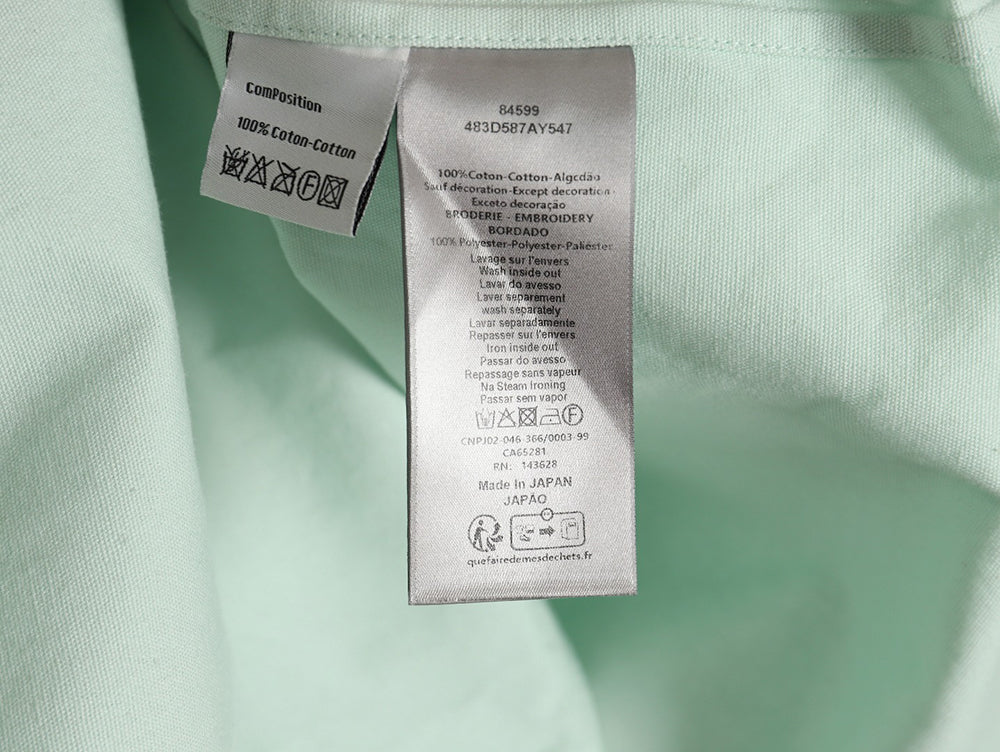 ComPosition
100% Coton-Cotton
F
84599
483D587AY547
100%Coton-Cotton-Algcdão
Sauf décoration-Except decoration-
Exceto decoração
BRODERIE - EMBROIDERY
BORDADO
100% Polyester-Polyester-Paliéster
Lavage sur l'envers
Wash inside out
Lavar do avesso
Laver separement
wash separately
Lavar separadamente
Repasser sur l'envers
Iron inside out
Passar do avesso
Repassage sans vapeur
Na Steam Ironing
Passar sem vapor
F
CNPJ02-046-366/0003-99
CA65281
RN: 143628
Made In JAPAN
JAPÃO
quefairedemesdechets.fr